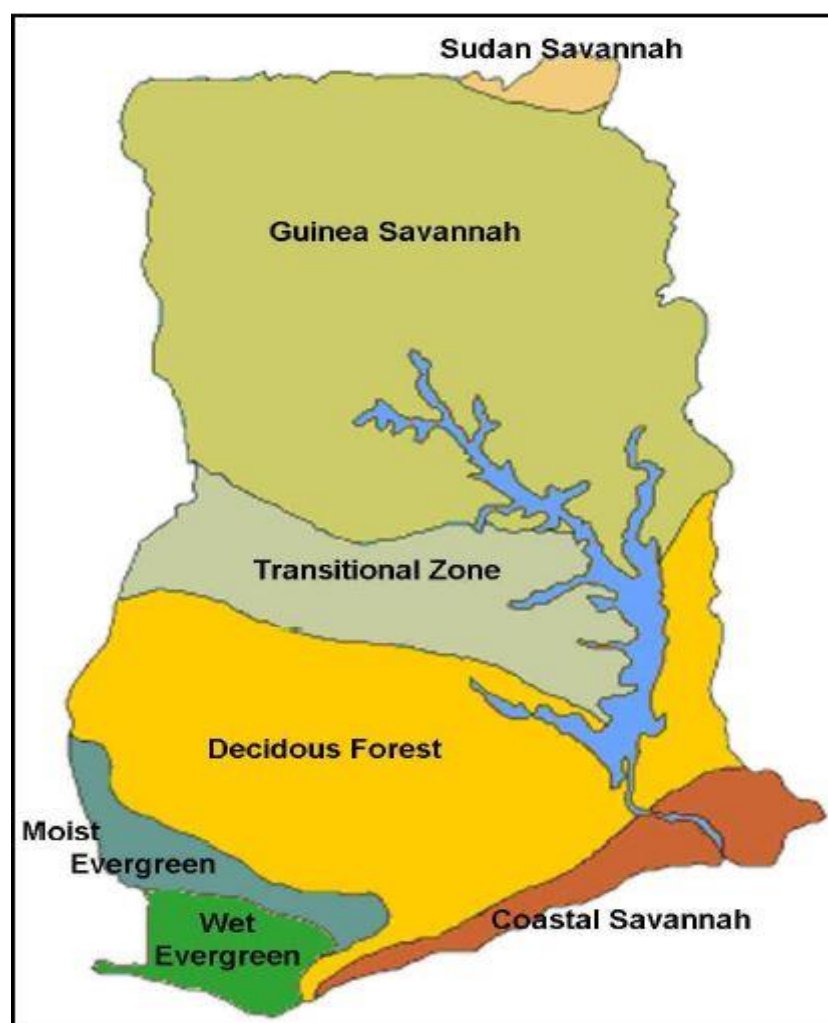 Sudan Savannah
Guinea Savannah
Transitional Zone
Decidous Forest
Moist
Evergreen
Wet
Evergreen
Coastal Savannah